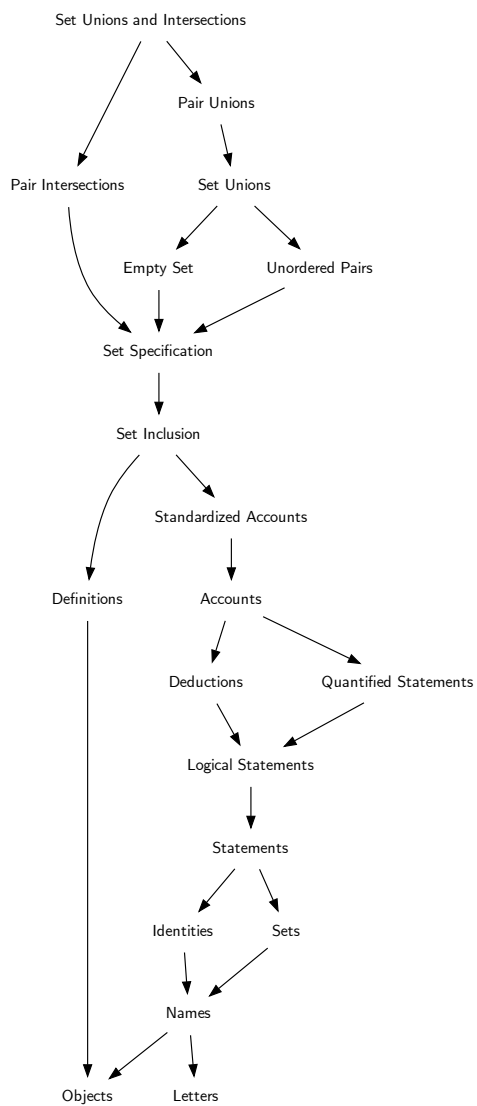 Set Unions and Intersections
Pair Unions
Pair Intersections
Set Unions
Empty Set
Unordered Pairs
Set Specification
Set Inclusion
Standardized Accounts
Definitions
Accounts
Deductions
Quantified Statements
Logical Statements
Statements
Identities
Sets
Names
Objects
Letters